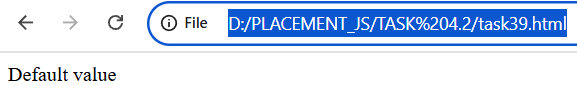 File D:/PLACEMENT_JS/TASK%204.2/task39.html
Default value